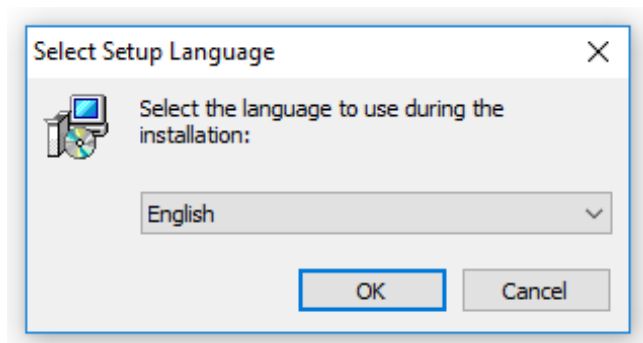 Select Setup Language
Select the language to use during the
installation:
English
OK
Cancel